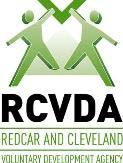 RCVDA
REDCAR AND CLEVELAND
VOLUNTARY DEVELOPMENT AGENCY